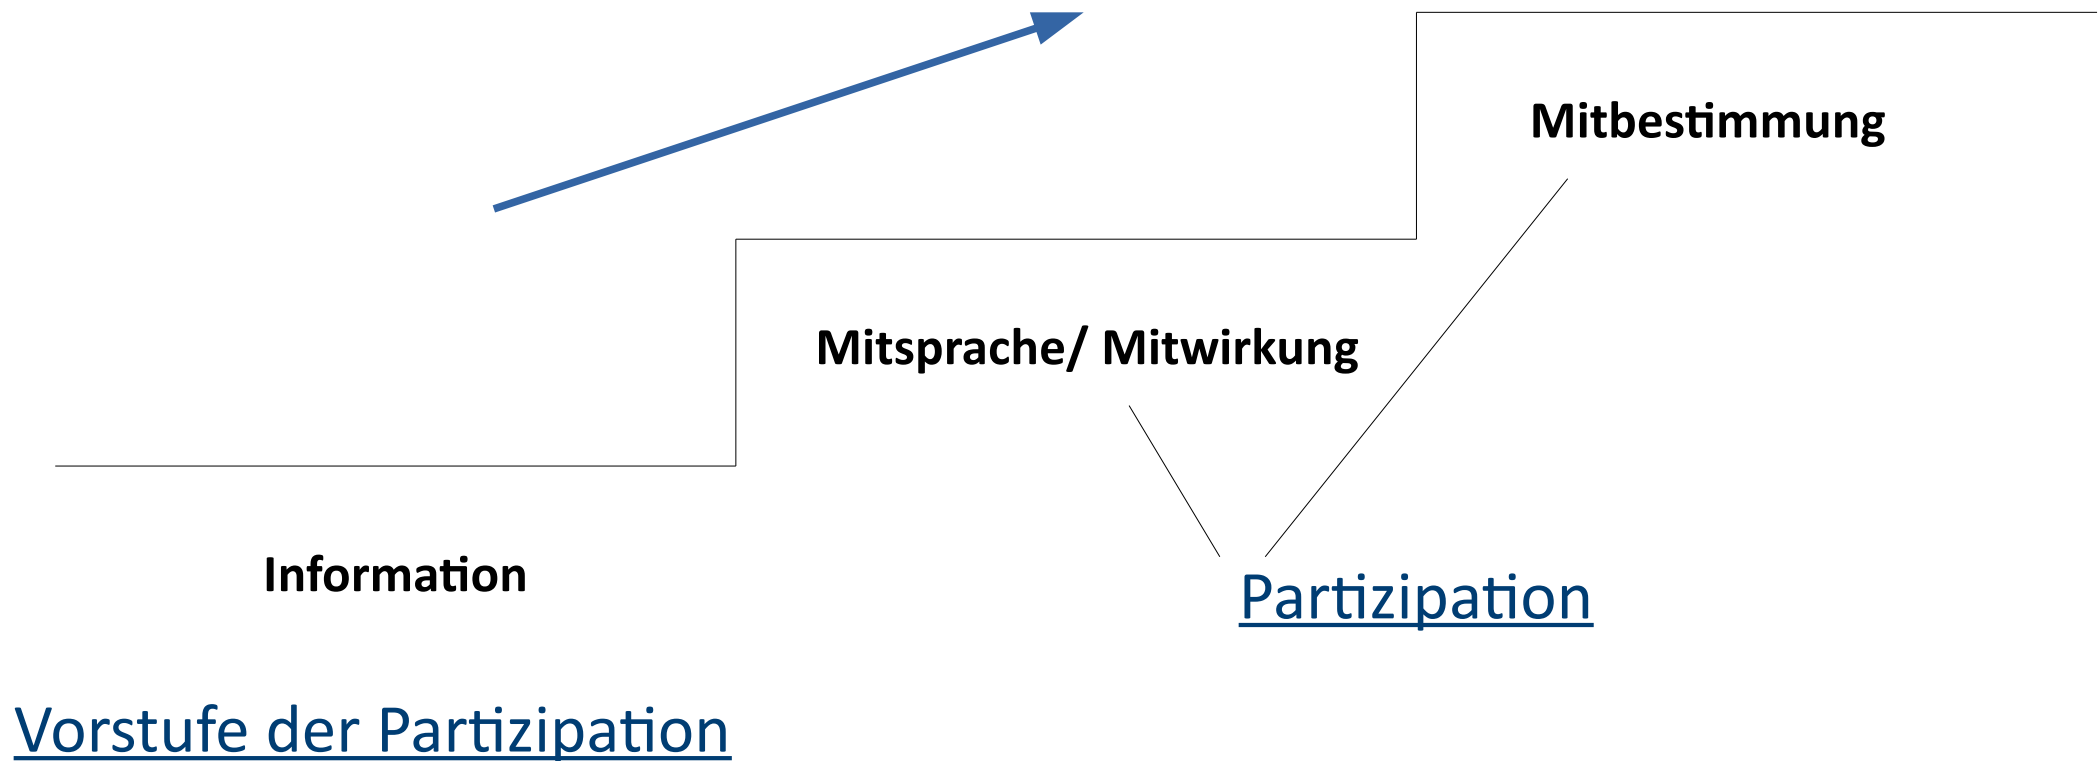 Mitbestimmung
Mitsprache/ Mitwirkung
Information
Partizipation
Vorstufe der Partizipation